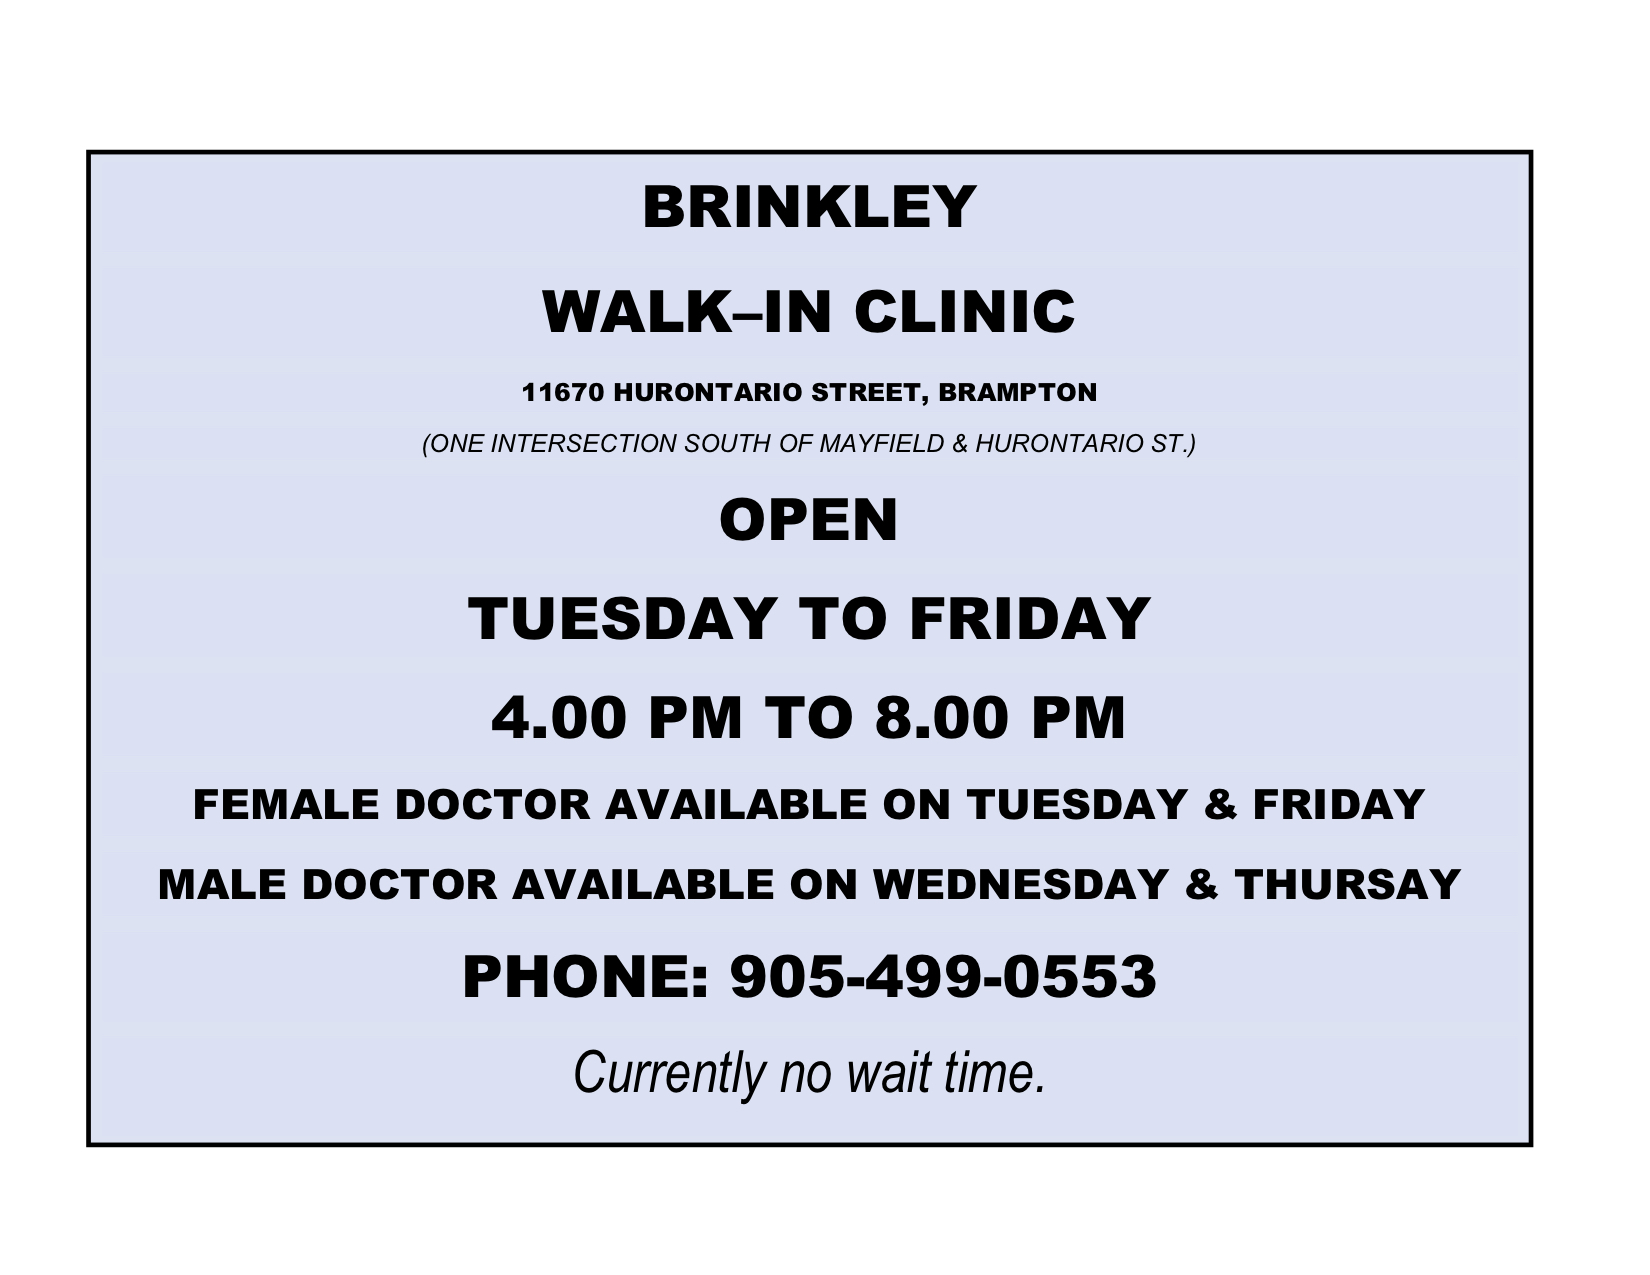 BRINKLEY
WALK–IN CLINIC
11670 HURONTARIO STREET, BRAMPTON
(ONE INTERSECTION SOUTH OF MAYFIELD & HURONTARIO ST.)
OPEN
TUESDAY TO FRIDAY
4.00 PM TO 8.00 PM
FEMALE DOCTOR AVAILABLE ON TUESDAY & FRIDAY
MALE DOCTOR AVAILABLE ON WEDNESDAY & THURSAY
PHONE: 905-499-0553
Currently no wait time.